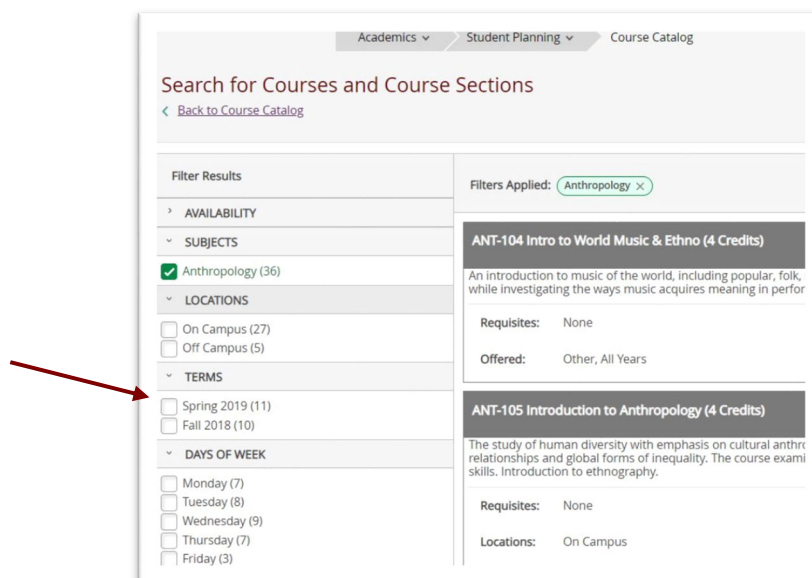 Academics Student Planning Course Catalog
Search for Courses and Course Sections
Back to Course Catalog
Filter Results
AVAILABILITY
SUBJECTS
Anthropology (36)
LOCATIONS
On Campus (27)
Off Campus (5)
TERMS
Spring 2019 (11)
Fall 2018 (10)
DAYS OF WEEK
Monday (7)
Tuesday (8)
Wednesday (9)
Thursday (7)
Friday (3)
Filters Applied: Anthropology
ANT-104 Intro to World Music & Ethno (4 Credits)
An introduction to music of the world, including popular, folk,
while investigating the ways music acquires meaning in perfor
Requisites: None
Offered: Other, All Years
ANT-105 Introduction to Anthropology (4 Credits)
The study of human diversity with emphasis on cultural anthro
relationships and global forms of inequality. The course exami
skills. Introduction to ethnography.
Requisites: None
Locations: On Campus